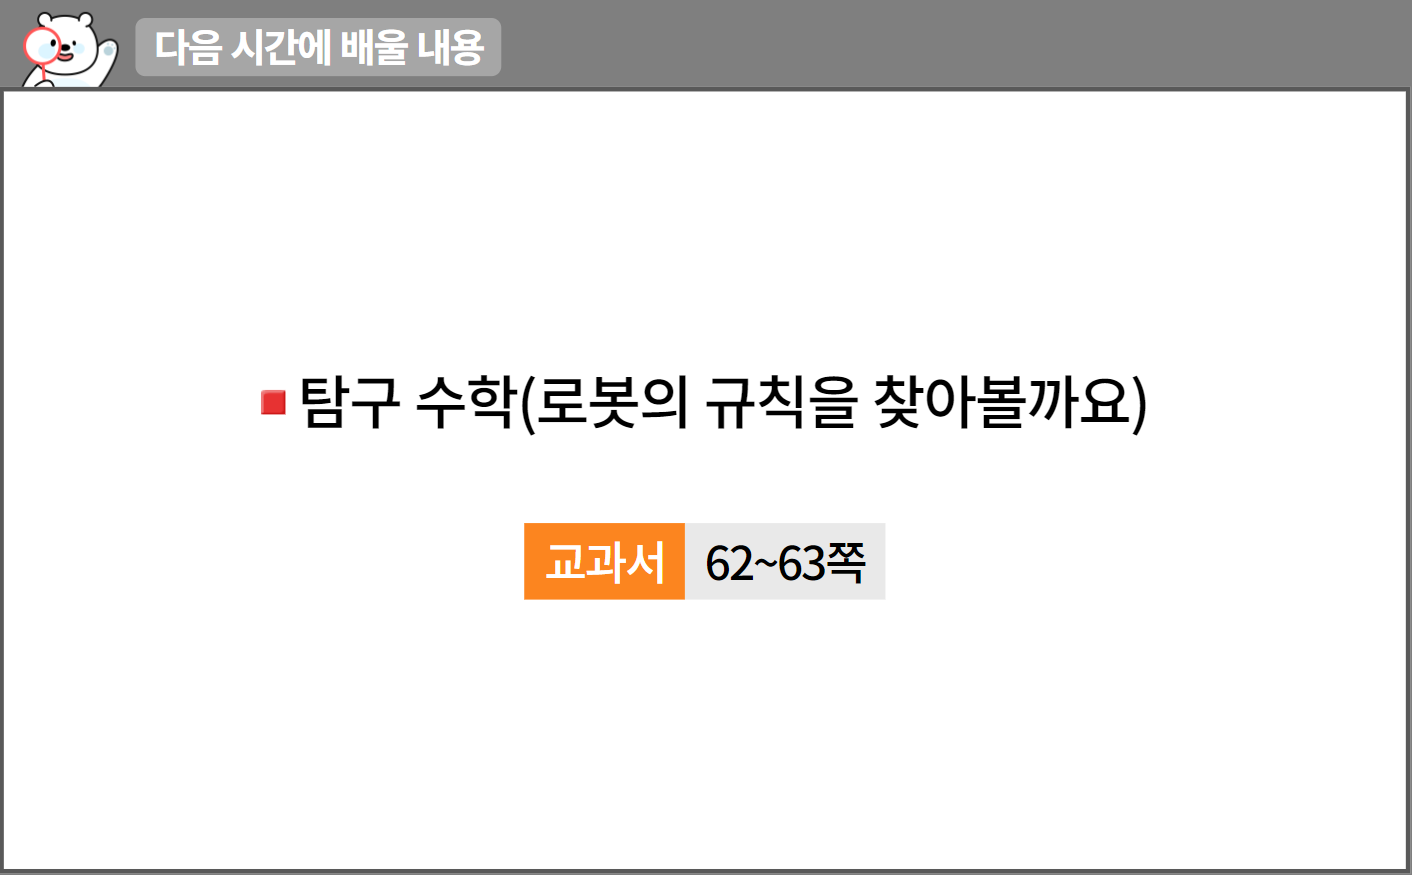 다음 시간에 배울 내용
탐구 수학(로봇의 규칙을 찾아볼까요)
교과서 62~63쪽